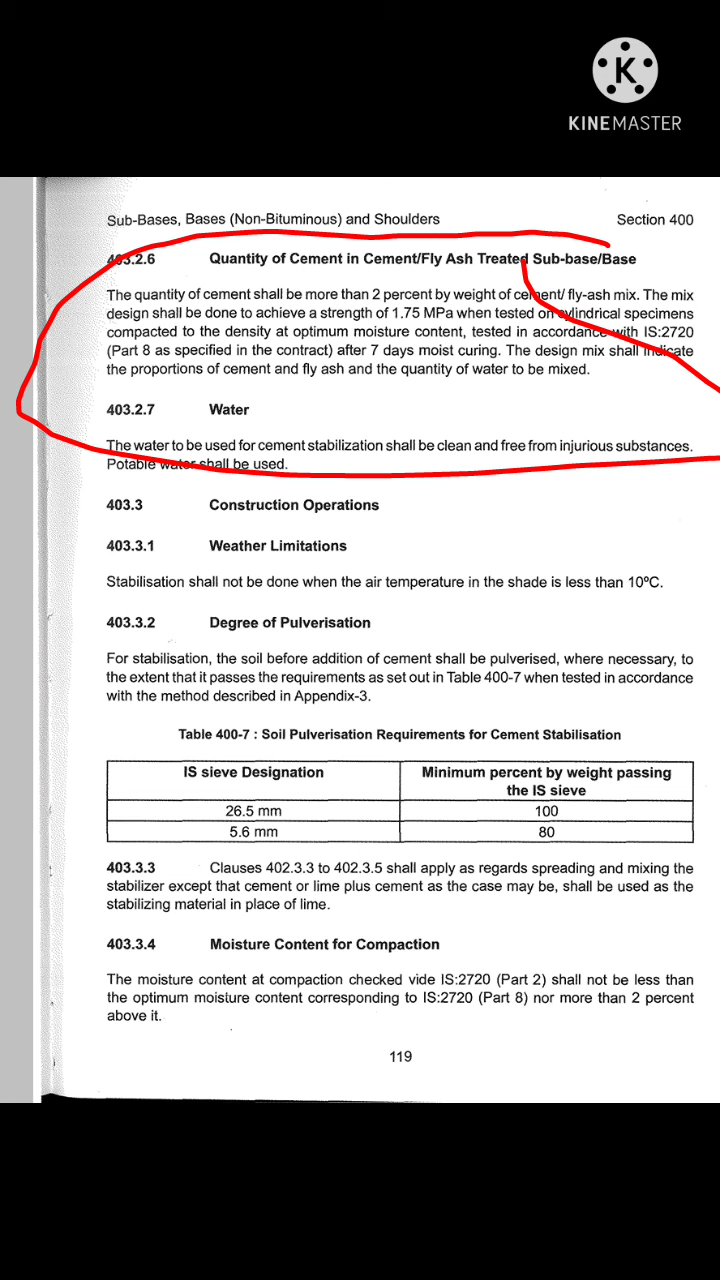 K
KINEMASTER
Sub-Bases, Bases (Non-Bituminous) and Shoulders Section 400
403.2.6 Quantity of Cement in Cement/Fly Ash Treated Sub-base/Base
The quantity of cement shall be more than 2 percent by weight of cement/ fly-ash mix. The mix
design shall be done to achieve a strength of 1.75 MPa when tested on cylindrical specimens
compacted to the density at optimum moisture content, tested in accordance with IS:2720
(Part 8 as specified in the contract) after 7 days moist curing. The design mix shall indicate
the proportions of cement and fly ash and the quantity of water to be mixed.
403.2.7 Water
The water to be used for cement stabilization shall be clean and free from injurious substances.
Potable water shall be used.
403.3 Construction Operations
403.3.1 Weather Limitations
Stabilisation shall not be done when the air temperature in the shade is less than 10ºC.
403.3.2 Degree of Pulverisation
For stabilisation, the soil before addition of cement shall be pulverised, where necessary, to
the extent that it passes the requirements as set out in Table 400-7 when tested in accordance
with the method described in Appendix-3.
Table 400-7 : Soil Pulverisation Requirements for Cement Stabilisation
IS sieve Designation Minimum percent by weight passing
the IS sieve
26.5 mm 100
5.6 mm 80
403.3.3 Clauses 402.3.3 to 402.3.5 shall apply as regards spreading and mixing the
stabilizer except that cement or lime plus cement as the case may be, shall be used as the
stabilizing material in place of lime.
403.3.4 Moisture Content for Compaction
The moisture content at compaction checked vide IS:2720 (Part 2) shall not be less than
the optimum moisture content corresponding to IS:2720 (Part 8) nor more than 2 percent
above it.
119